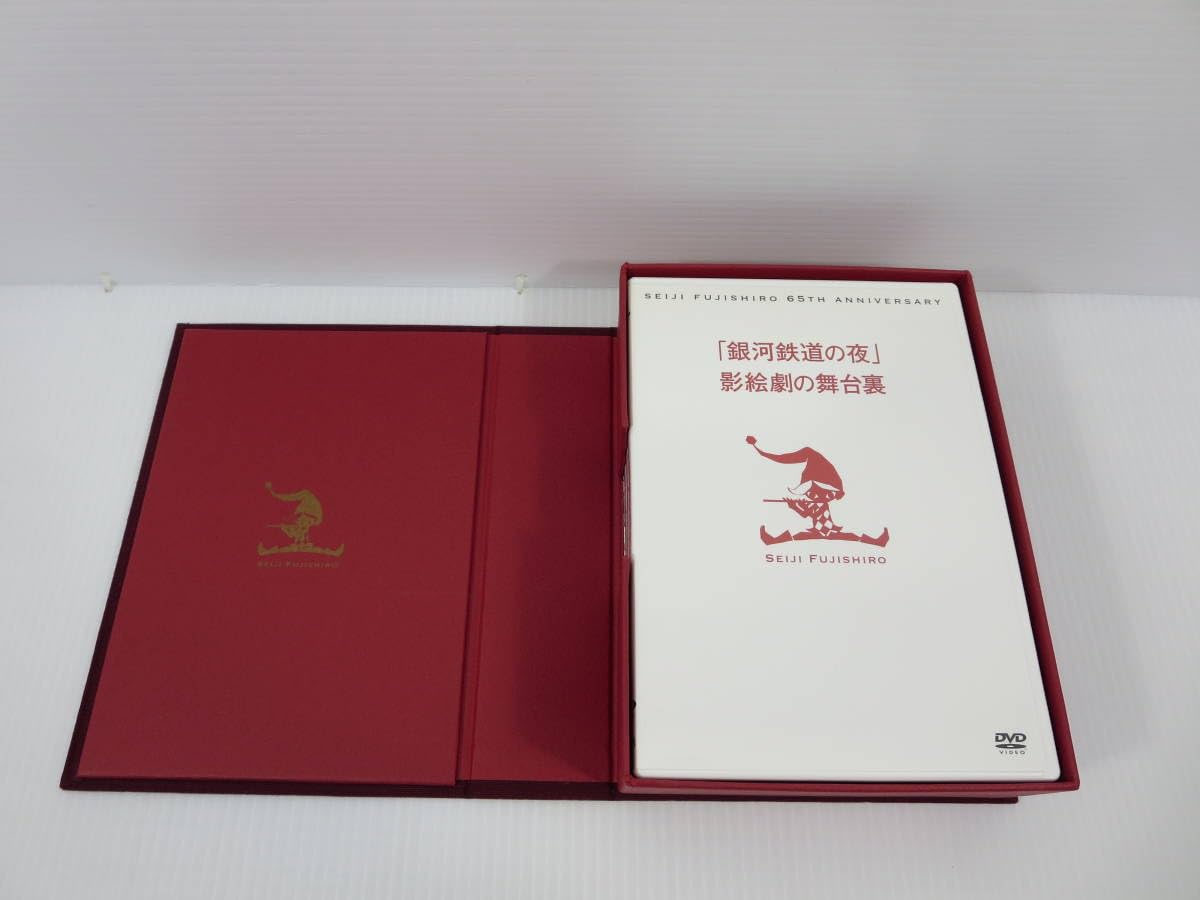 SEIJI FUJISHIRO
SEIJI FUJISHIRO 65TH ANNIVERSARY
「銀河鉄道の夜」
影絵劇の舞台裏
SEIJI FUJISHIRO
DVD
VIDEO